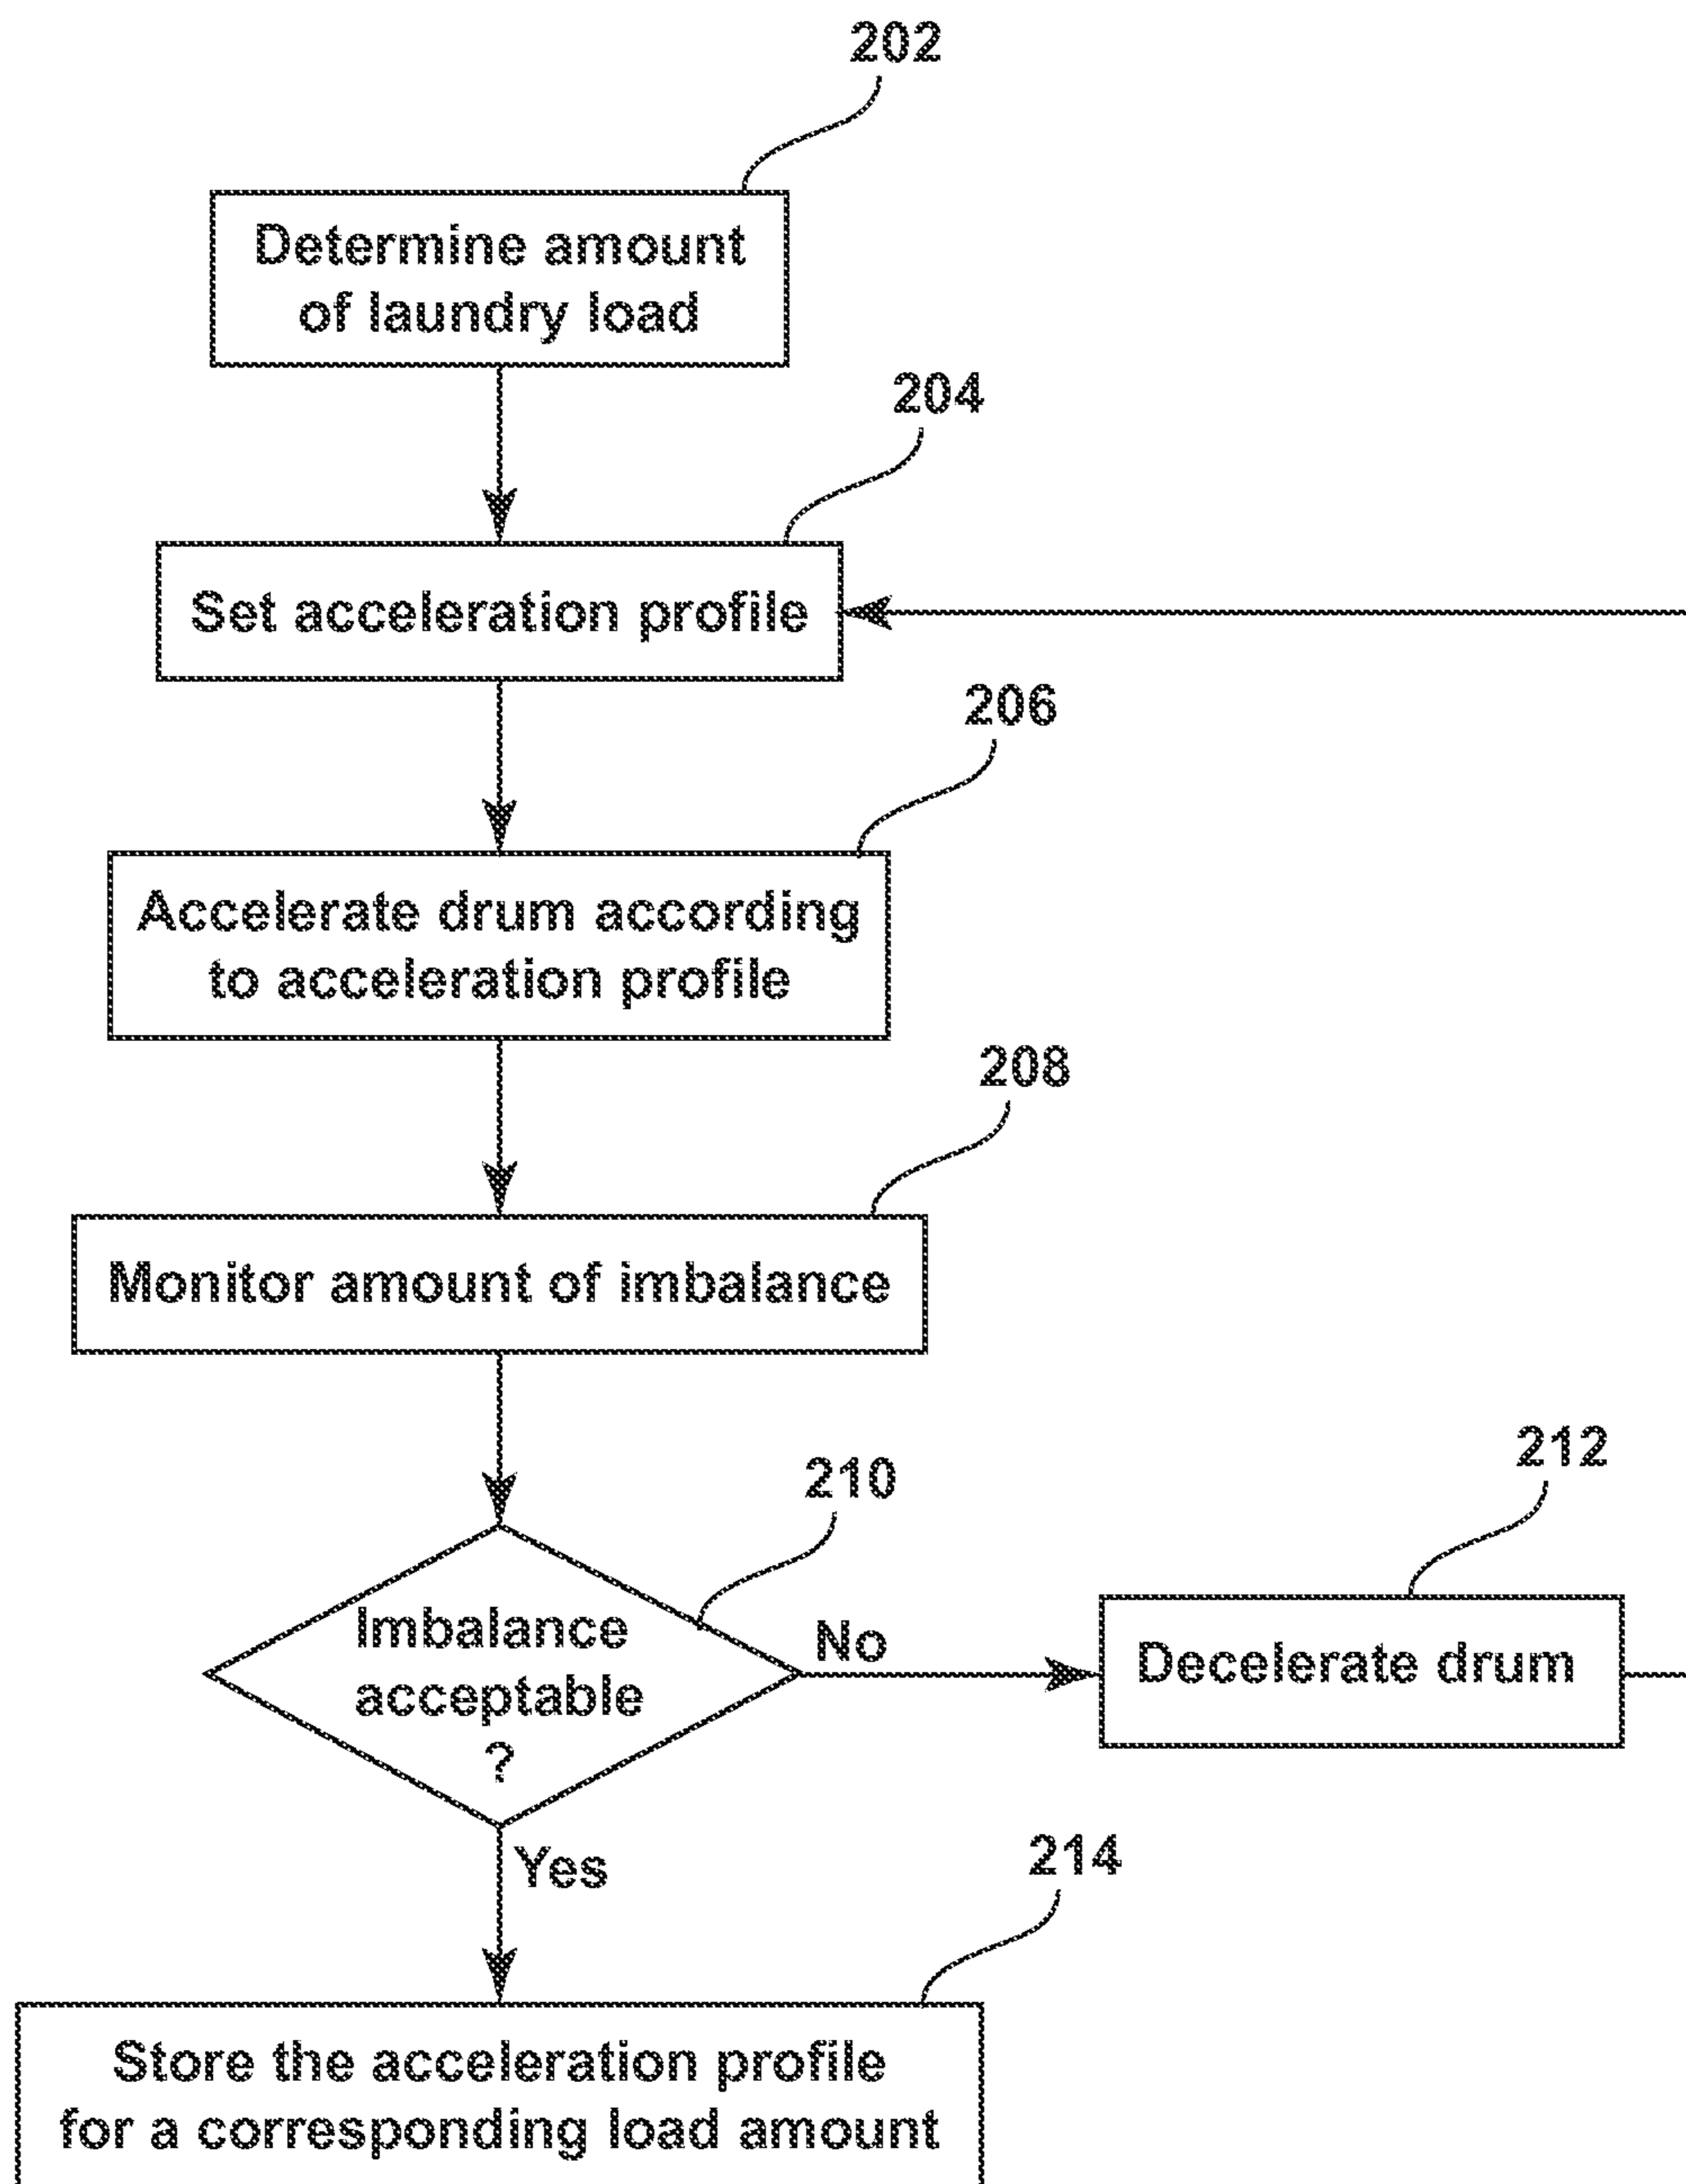 202
Determine amount
of laundry load
204
Set acceleration profile
206
Accelerate drum according
to acceleration profile
208
Monitor amount of imbalance
210
212
Imbalance
acceptable
?
No
Decelerate drum
Yes
214
Store the acceleration profile
for a corresponding load amount